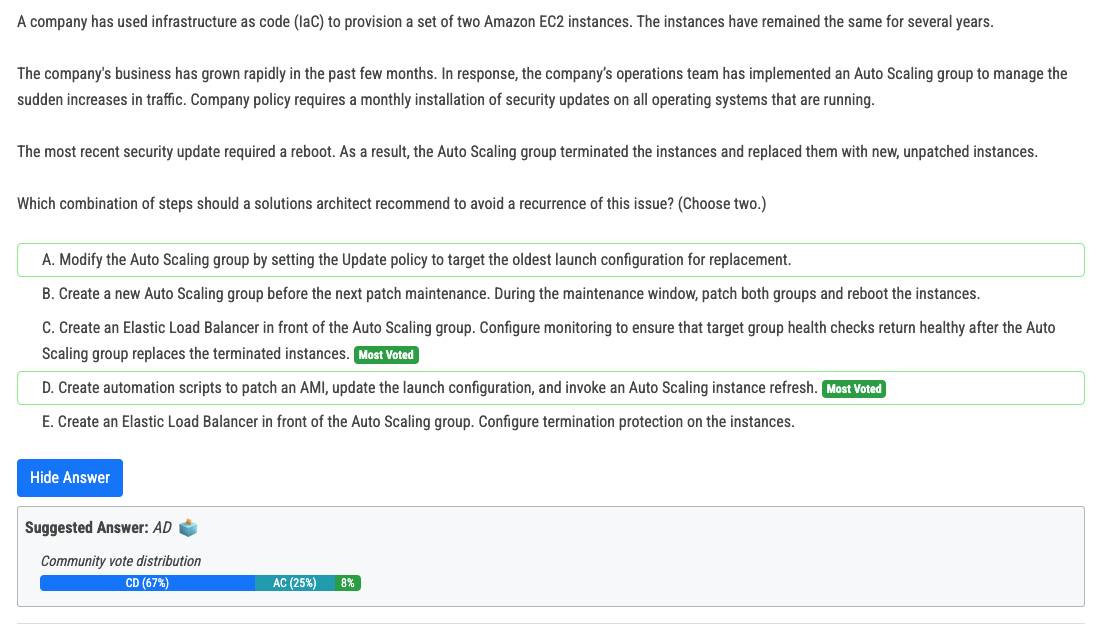 A company has used infrastructure as code (IaC) to provision a set of two Amazon EC2 instances. The instances have remained the same for several years.
The company's business has grown rapidly in the past few months. In response, the company’s operations team has implemented an Auto Scaling group to manage the
sudden increases in traffic. Company policy requires a monthly installation of security updates on all operating systems that are running.
The most recent security update required a reboot. As a result, the Auto Scaling group terminated the instances and replaced them with new, unpatched instances.
Which combination of steps should a solutions architect recommend to avoid a recurrence of this issue? (Choose two.)
A. Modify the Auto Scaling group by setting the Update policy to target the oldest launch configuration for replacement.
B. Create a new Auto Scaling group before the next patch maintenance. During the maintenance window, patch both groups and reboot the instances.
C. Create an Elastic Load Balancer in front of the Auto Scaling group. Configure monitoring to ensure that target group health checks return healthy after the Auto
Scaling group replaces the terminated instances. Most Voted
D. Create automation scripts to patch an AMI, update the launch configuration, and invoke an Auto Scaling instance refresh. Most Voted
E. Create an Elastic Load Balancer in front of the Auto Scaling group. Configure termination protection on the instances.
Hide Answer
Suggested Answer: AD
Community vote distribution
CD (67%) AC (25%) 8%